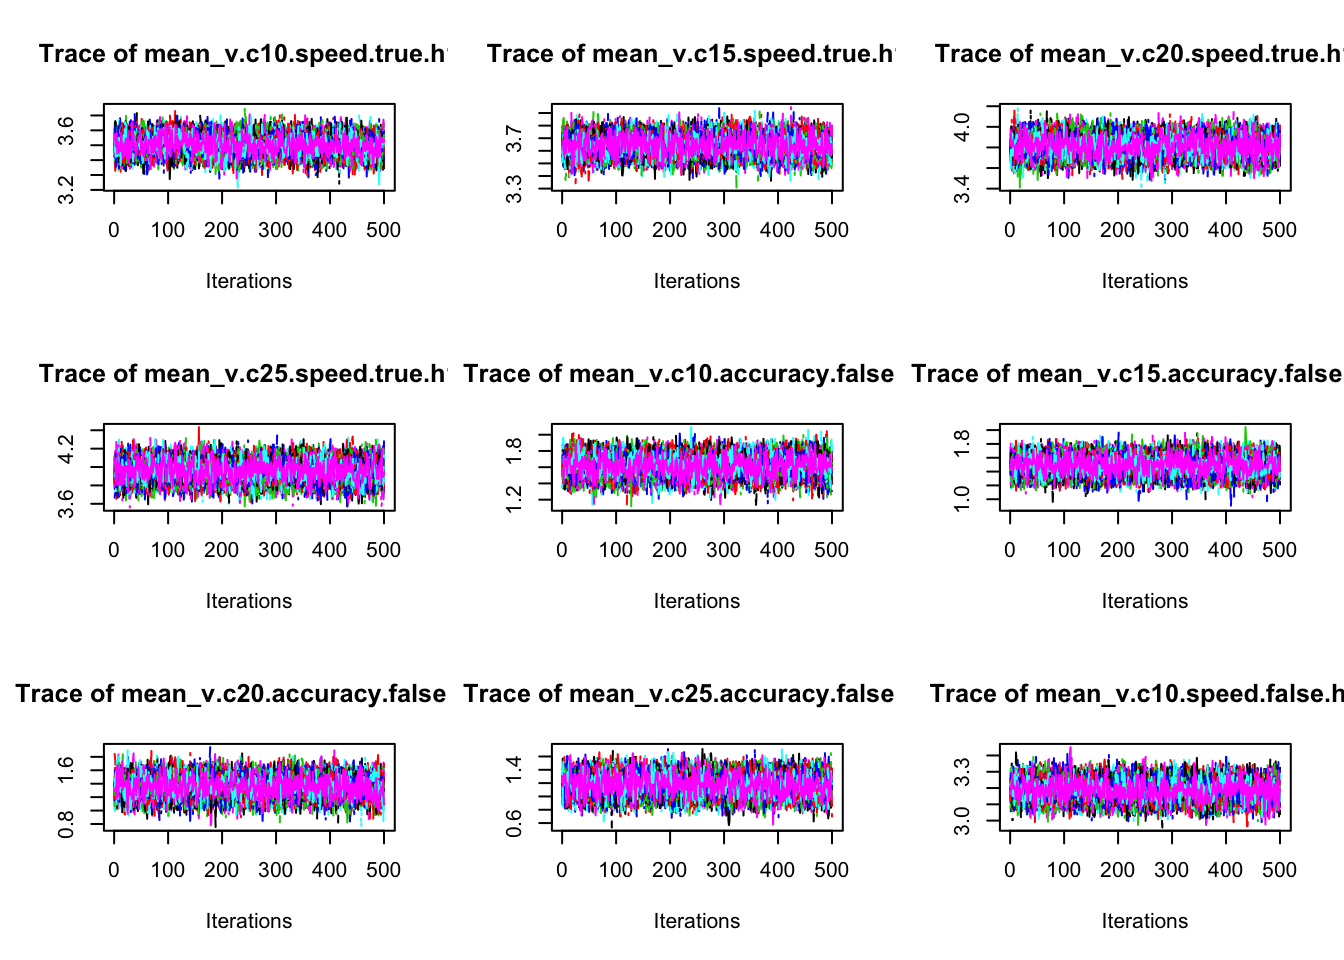 Trace of mean_v.c10.speed.true.h
Trace of mean_v.c15.speed.true.h
Trace of mean_v.c20.speed.true.h
3.6
3.2
0 100 200 300 400 500
Iterations
3.7
3.3
0 100 200 300 400 500
Iterations
4.0
3.4
0 100 200 300 400 500
Iterations
Trace of mean_v.c25.speed.true.h
Trace of mean_v.c10.accuracy.false
Trace of mean_v.c15.accuracy.false
4.2
3.6
0 100 200 300 400 500
Iterations
1.8
1.2
0 100 200 300 400 500
Iterations
1.8
1.0
0 100 200 300 400 500
Iterations
Trace of mean_v.c20.accuracy.false
Trace of mean_v.c25.accuracy.false
Trace of mean_v.c10.speed.false.h
1.6
0.8
0 100 200 300 400 500
Iterations
1.4
0.6
0 100 200 300 400 500
Iterations
3.3
3.0
0 100 200 300 400 500
Iterations